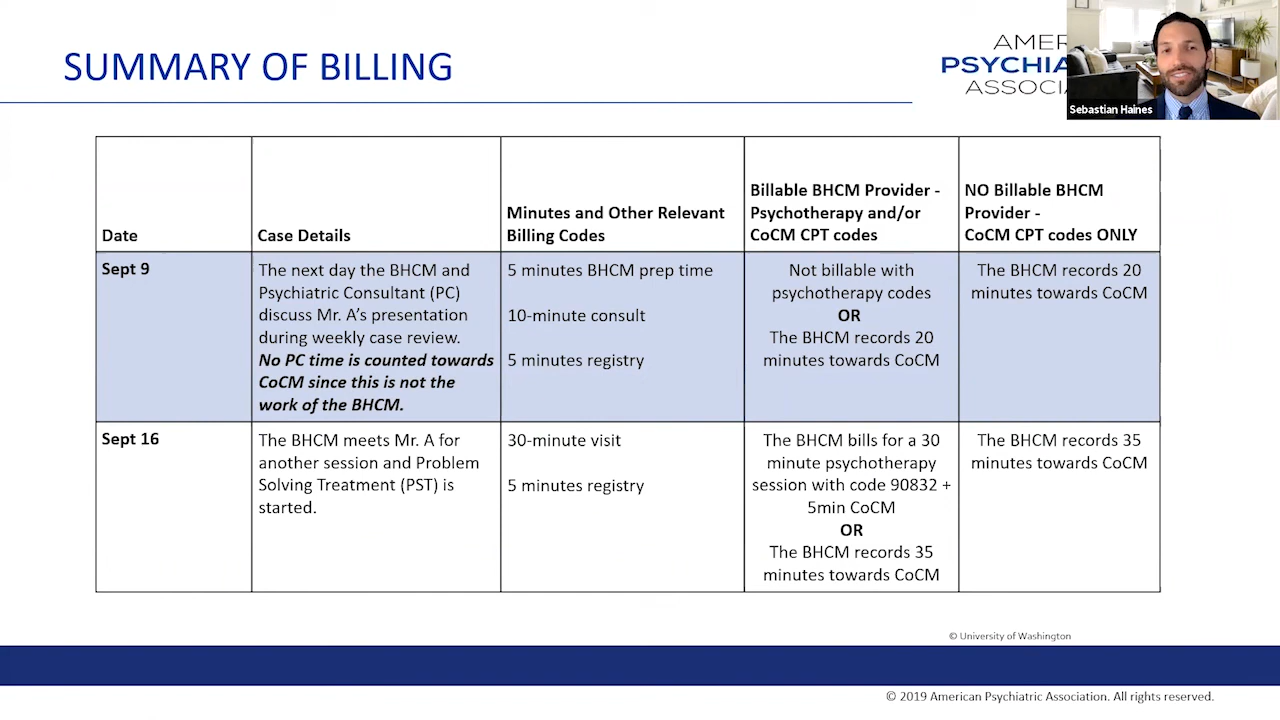 SUMMARY OF BILLING
AMER
PSYCHIA
ASSOCIA
Sebastian Haines
Date
Case Details
Minutes and Other Relevant
Billing Codes
Billable BHCM Provider -
Psychotherapy and/or
CoCM CPT codes
NO Billable BHCM
Provider -
CoCM CPT codes ONLY
Sept 9
The next day the BHCM and
Psychiatric Consultant (PC)
discuss Mr. A's presentation
during weekly case review.
No PC time is counted towards
CoCM since this is not the
work of the BHCM.
5 minutes BHCM prep time
10-minute consult
5 minutes registry
Not billable with
psychotherapy codes
OR
The BHCM records 20
minutes towards CoCM
The BHCM records 20
minutes towards CoCM
Sept 16
The BHCM meets Mr. A for
another session and Problem
Solving Treatment (PST) is
started.
30-minute visit
5 minutes registry
The BHCM bills for a 30
minute psychotherapy
session with code 90832 +
5min CoCM
OR
The BHCM records 35
minutes towards CoCM
The BHCM records 35
minutes towards CoCM
© University of Washington
© 2019 American Psychiatric Association. All rights reserved.